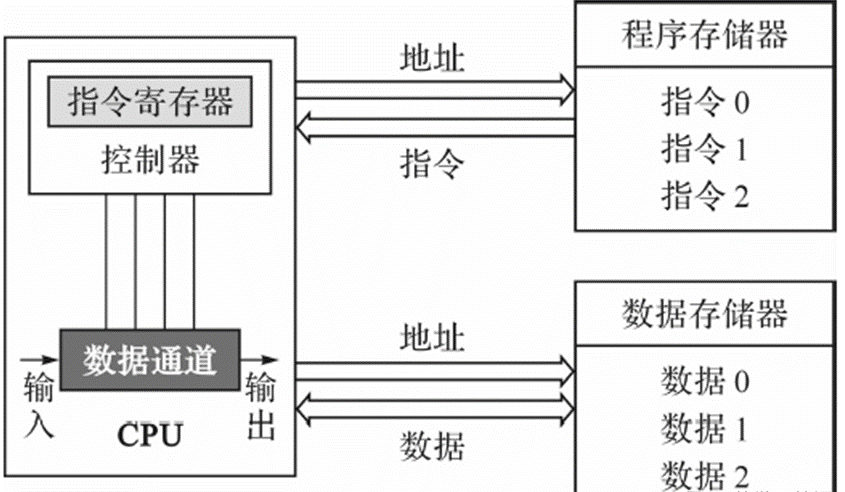 程序存储器
地址
指令寄存器
指令 0
控制器
指令
指令 1
指令 2
数据存储器
地址
数据通道
输入
输出
数据 0
CPU
数据
数据 1
数据 2